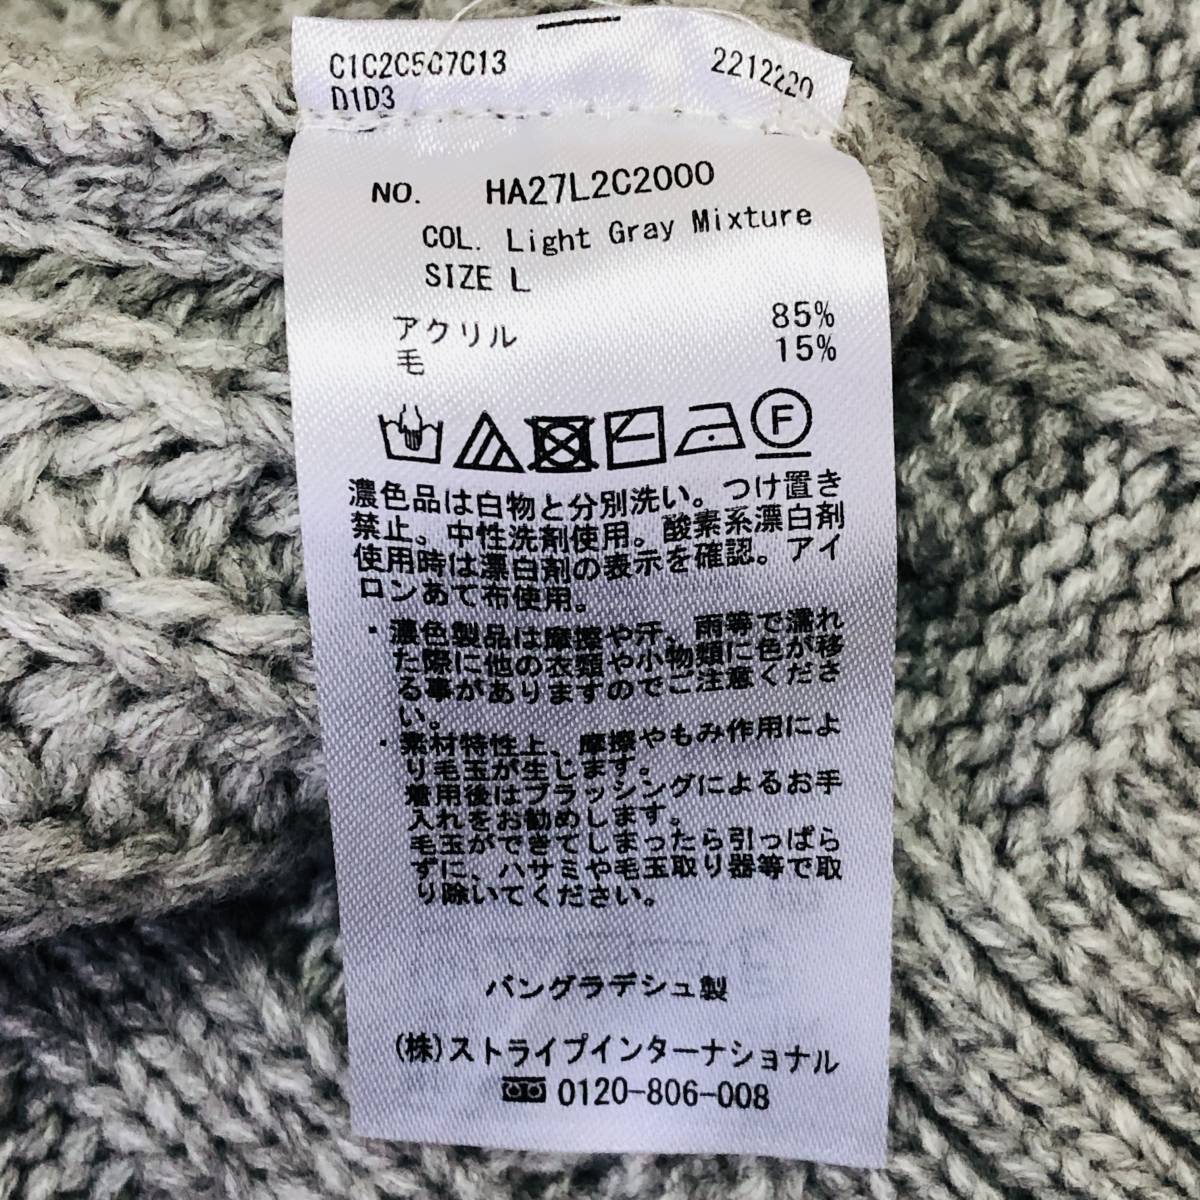 C1C2C5C7C13 2212220
D1D3
NO. HA27L2C2000
COL. Light Gray Mixture
SIZE L
アクリル 85%
毛 15%
F
濃色品は白物と分別洗い。つけ置き
禁止。中性洗剤使用。酸素系漂白剤
使用時は漂白剤の表示を確認。アイ
ロンあて布使用。
・濃色製品は摩擦や汗、雨等で濡れ
た際に他の衣類や小物類に色が移
る事がありますのでご注意くださ
い。
・素材特性上、摩擦やもみ作用によ
り毛玉が生じます。
着用後はブラッシングによるお手
入れをお勧めします。
毛玉ができてしまったら引っぱら
ずに、ハサミや毛玉取り器等で取
り除いてください。
バングラデシュ製
(株)ストライプインターナショナル
0120-806-008